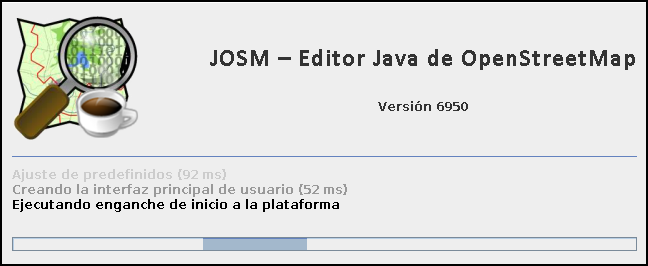 JOSM – Editor Java de OpenStreetMap
Versión 6950
Ajuste de predefinidos (92 ms)
Creando la interfaz principal de usuario (52 ms)
Ejecutando enganche de inicio a la plataforma